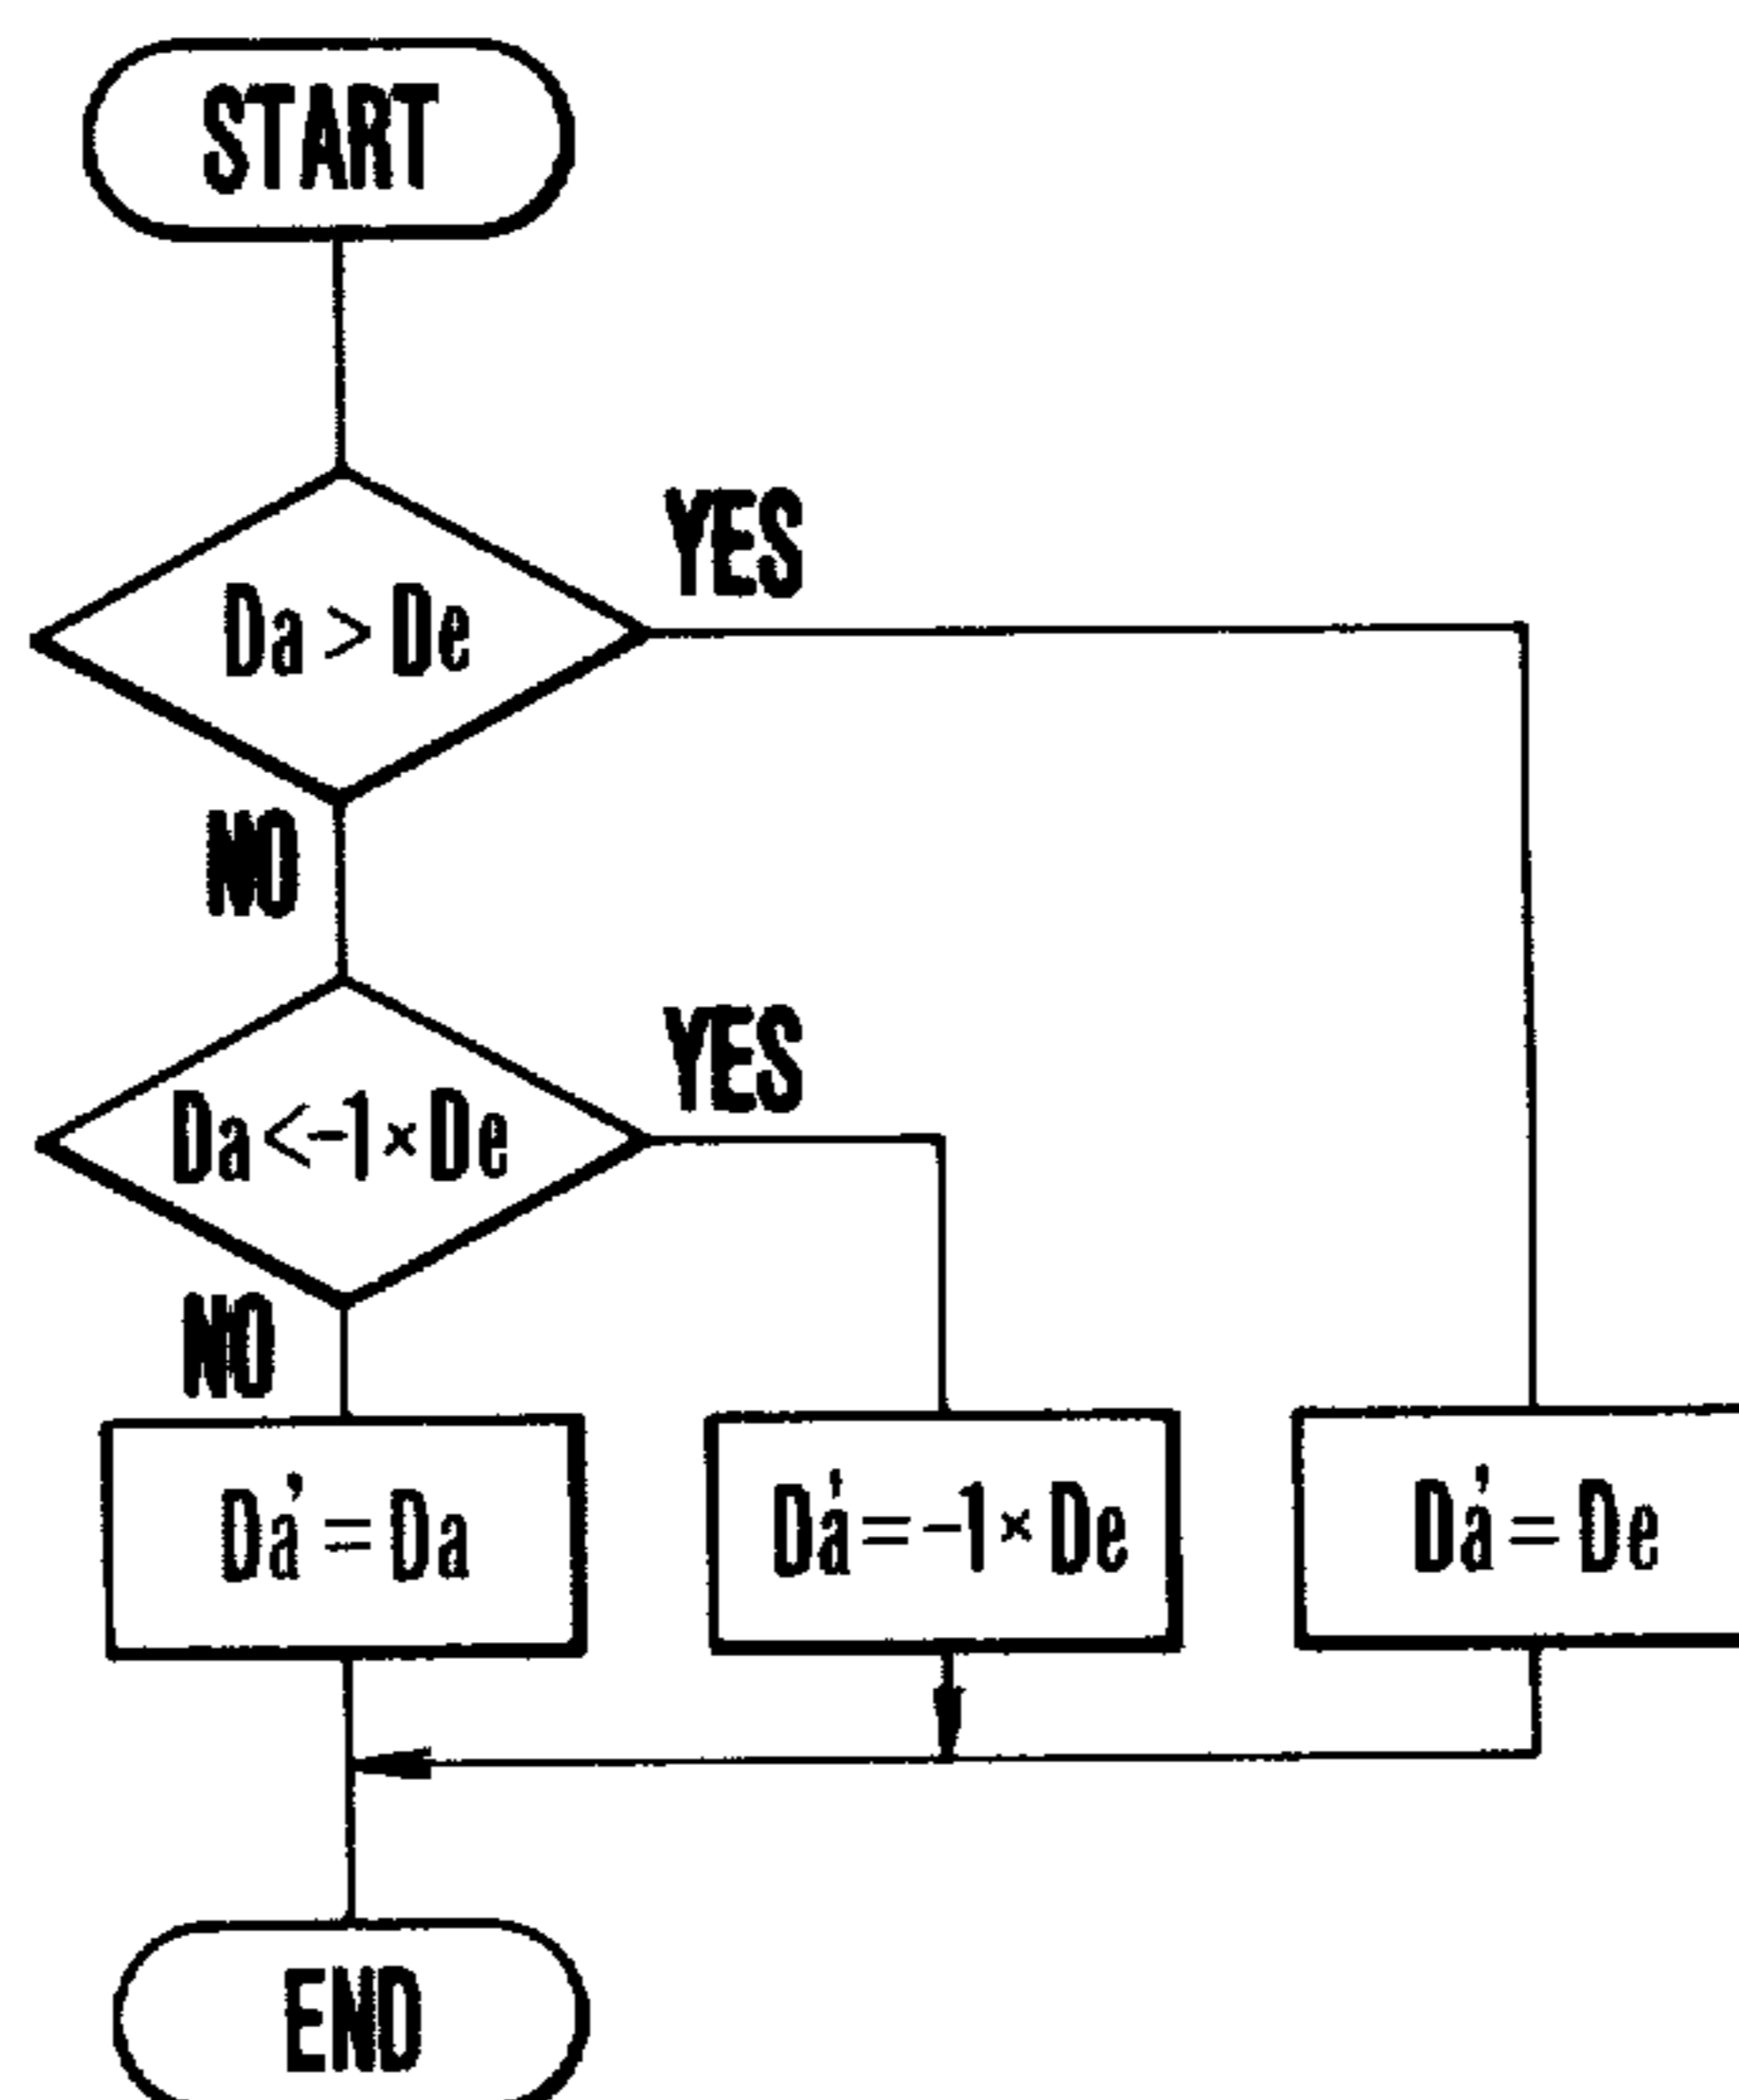 START
YES
Da > De
NO
YES
Da<-1×De
NO
Da' = Da
Da'=-1×De
Da'= De
END